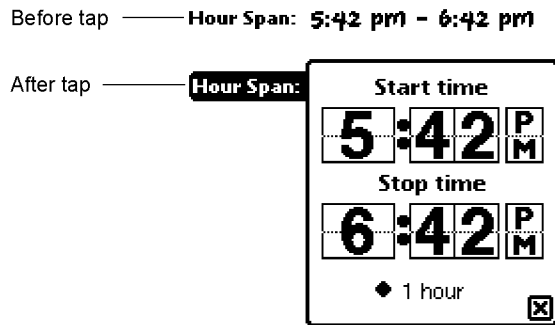 Before tap Hour Span: 5:42 pm - 6:42 pm
After tap Hour Span:
Start time
5:42 PM
Stop time
6:42 PM
1 hour